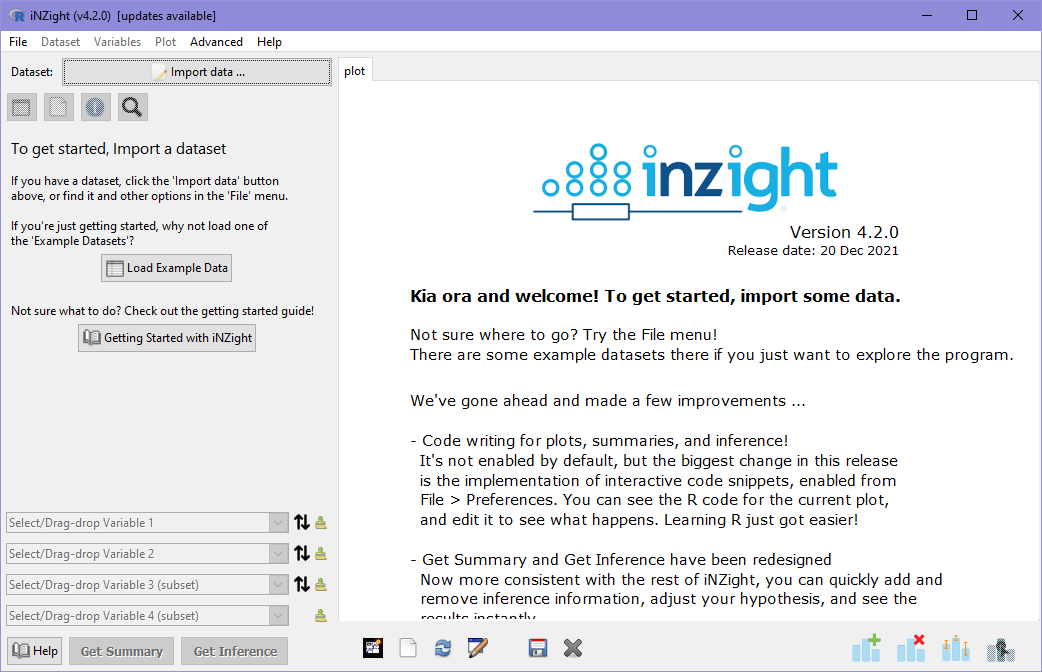 iNZight (v4.2.0) [updates available]
File Dataset Variables Plot Advanced Help
Dataset: Import data ...
To get started, Import a dataset
If you have a dataset, click the 'Import data' button
above, or find it and other options in the 'File' menu.
If you're just getting started, why not load one of
the 'Example Datasets'?
Load Example Data
Not sure what to do? Check out the getting started guide!
Getting Started with iNZight
Select/Drag-drop Variable 1
Select/Drag-drop Variable 2
Select/Drag-drop Variable 3 (subset)
Select/Drag-drop Variable 4 (subset)
Help Get Summary Get Inference
plot
inzight
Version 4.2.0
Release date: 20 Dec 2021
Kia ora and welcome! To get started, import some data.
Not sure where to go? Try the File menu!
There are some example datasets there if you just want to explore the program.
We've gone ahead and made a few improvements ...
- Code writing for plots, summaries, and inference!
It's not enabled by default, but the biggest change in this release
is the implementation of interactive code snippets, enabled from
File > Preferences. You can see the R code for the current plot,
and edit it to see what happens. Learning R just got easier!
- Get Summary and Get Inference have been redesigned
Now more consistent with the rest of iNZight, you can quickly add and
remove inference information, adjust your hypothesis, and see the
results instantly